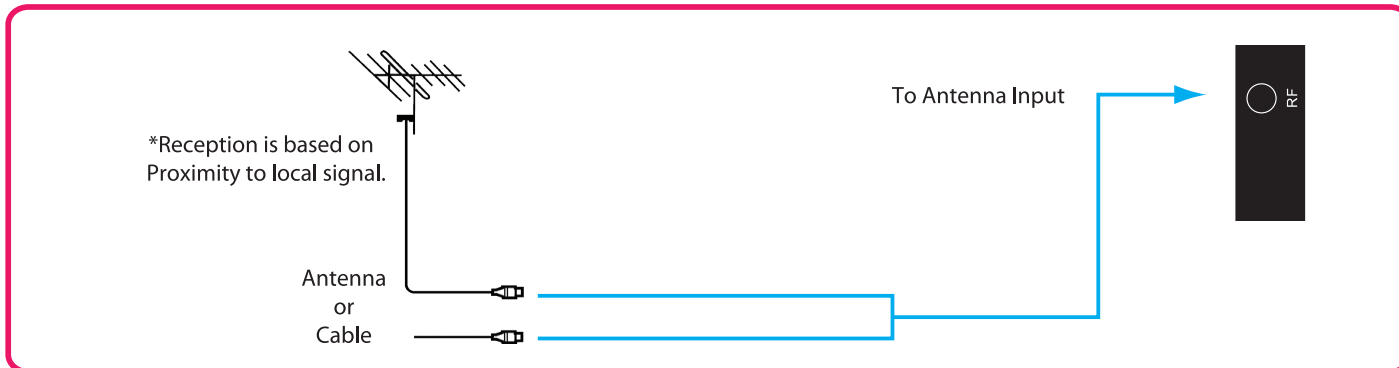 To Antenna Input
RF
*Reception is based on
Proximity to local signal.
Antenna
or
Cable